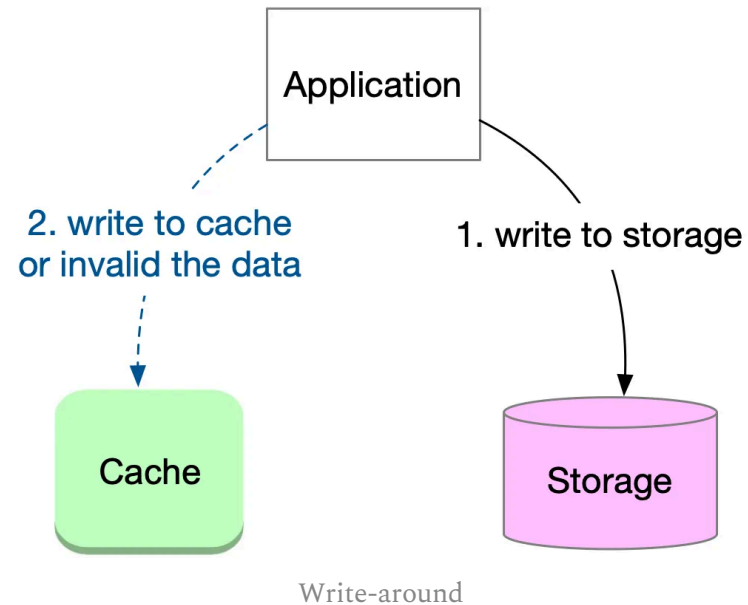 Application
2. write to cache
or invalid the data
1. write to storage
Cache
Storage
Write-around